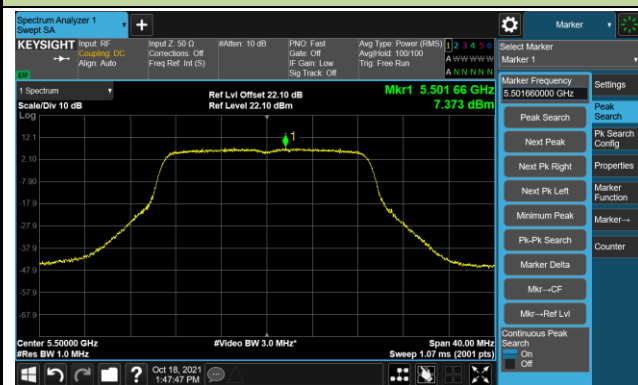 Spectrum Analyzer 1
Swept SA
+
Marker
KEYSIGHT
Input: RF
Coupling: DC
Align: Auto
Input Z: 50 Ω
Corrections: Off
Freq Ref: Int (S)
#Atten: 10 dB
PNO: Fast
Gate: Off
IF Gain: Low
Sig Track: Off
Avg Type: Power (RMS)
Avg|Hold: 100/100
Trig: Free Run
1 2 3 4 5 6
A W W W W W
A N N N N N
LXI
Select Marker
Marker 1
1 Spectrum
Scale/Div 10 dB
Log
Ref Lvl Offset 22.10 dB
Ref Level 22.10 dBm
Mkr1 5.501 66 GHz
7.373 dBm
12.1
2.10
-7.90
-17.9
-27.9
-37.9
-47.9
-57.9
-67.9
1
Center 5.50000 GHz
#Res BW 1.0 MHz
#Video BW 3.0 MHz*
Span 40.00 MHz
Sweep 1.07 ms (2001 pts)
Marker Frequency
5.501660000 GHz
Peak Search
Next Peak
Next Pk Right
Next Pk Left
Minimum Peak
Pk-Pk Search
Marker Delta
Mkr→CF
Mkr→Ref Lvl
Continuous Peak
Search
On
Off
Settings
Peak
Search
Pk Search
Config
Properties
Marker
Function
Marker→
Counter
?
Oct 18, 2021
1:47:47 PM